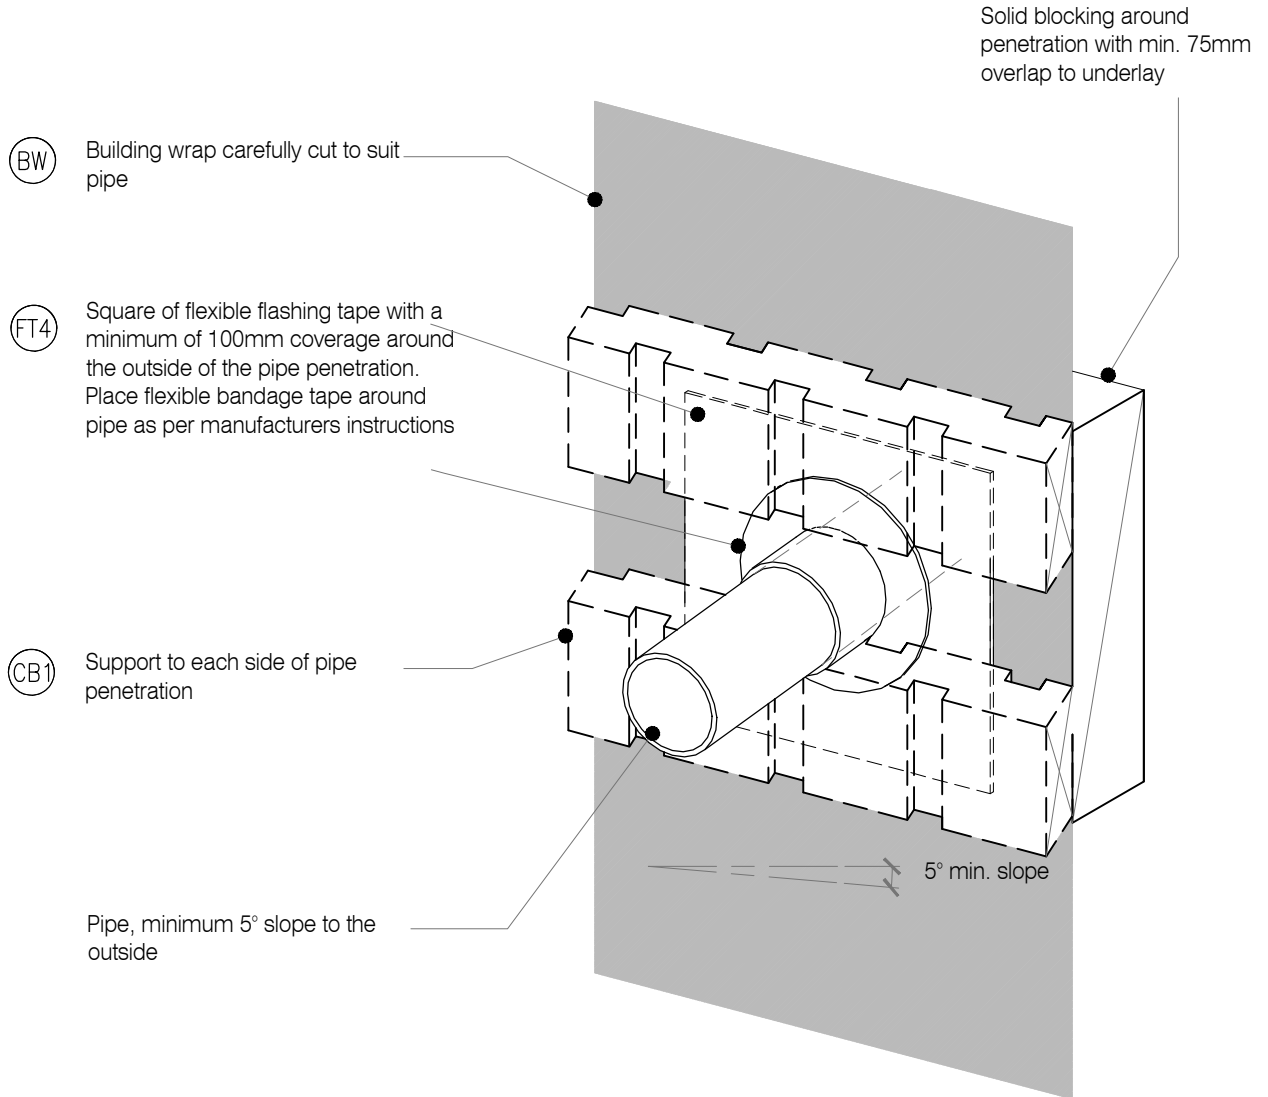 Solid blocking around
penetration with min. 75mm
overlap to underlay
BW
Building wrap carefully cut to suit
pipe
FT4
Square of flexible flashing tape with a
minimum of 100mm coverage around
the outside of the pipe penetration.
Place flexible bandage tape around
pipe as per manufacturers instructions
CB1
Support to each side of pipe
penetration
5° min. slope
Pipe, minimum 5° slope to the
outside